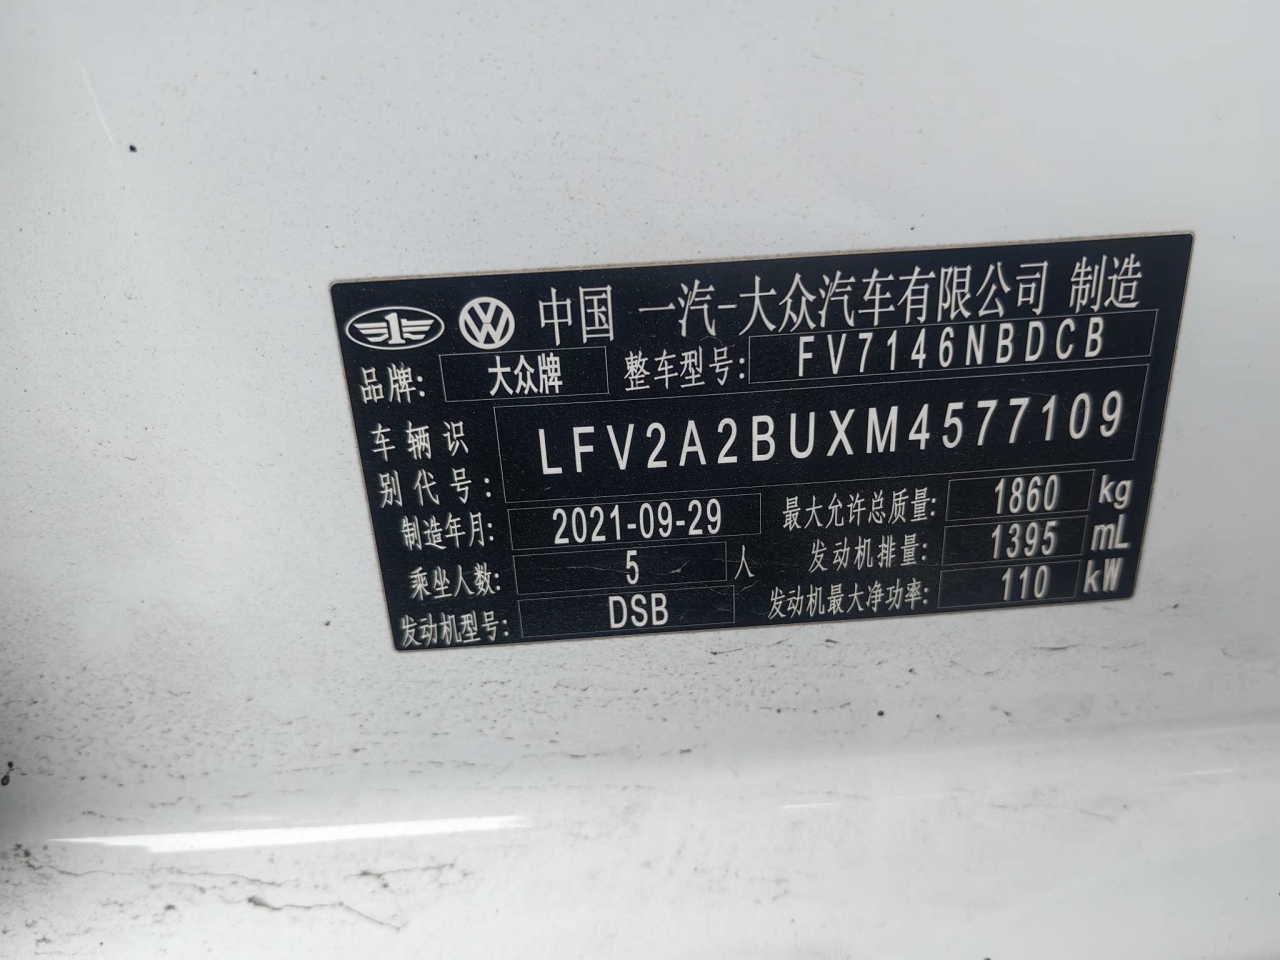 1 VW 中国 一汽-大众汽车有限公司 制造
品牌: 大众牌 整车型号: FV7146NBDCB
车辆识
别代号: LFV2A2BUXM4577109
制造年月: 2021-09-29 最大允许总质量: 1860 kg
乘坐人数: 5 人 发动机排量: 1395 mL
发动机型号: DSB 发动机最大净功率: 110 kW